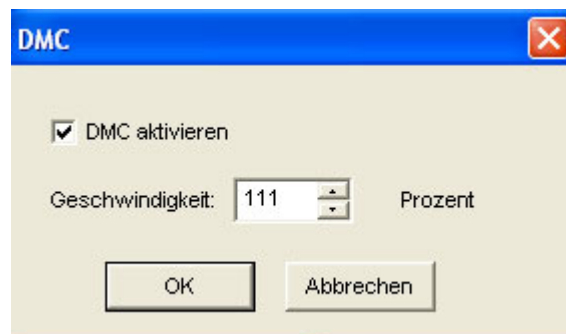 DMC
DMC aktivieren
Geschwindigkeit: 111 Prozent
OK Abbrechen